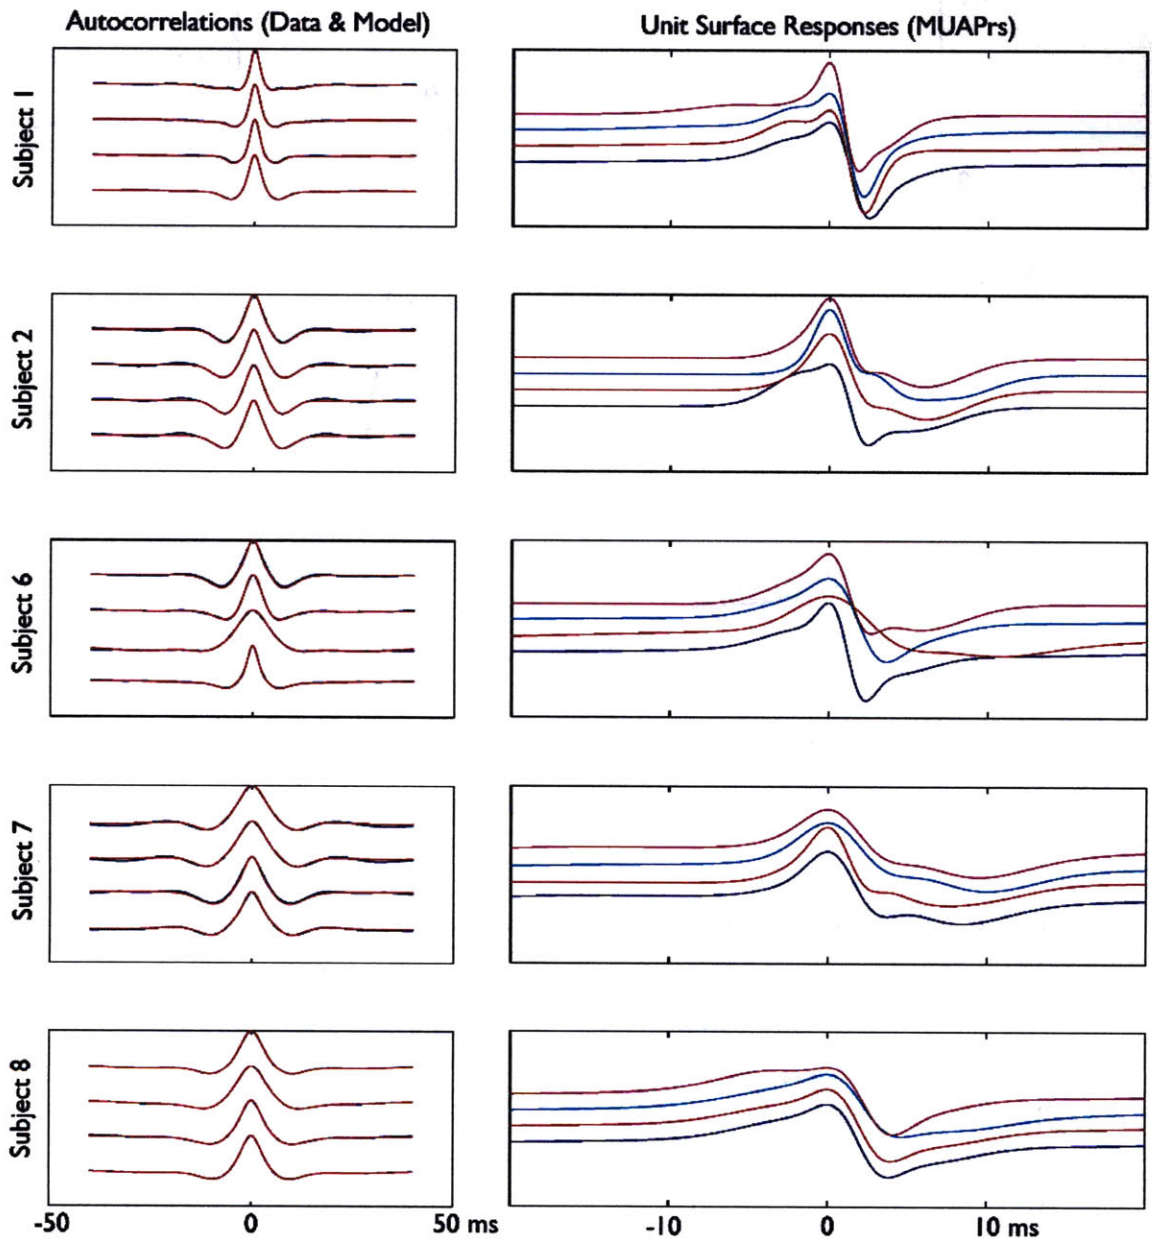 Autocorrelations (Data & Model)
Unit Surface Responses (MUAPrs)
Subject 1
Subject 2
Subject 6
Subject 7
Subject 8
-50
0
50 ms
-10
0
10 ms